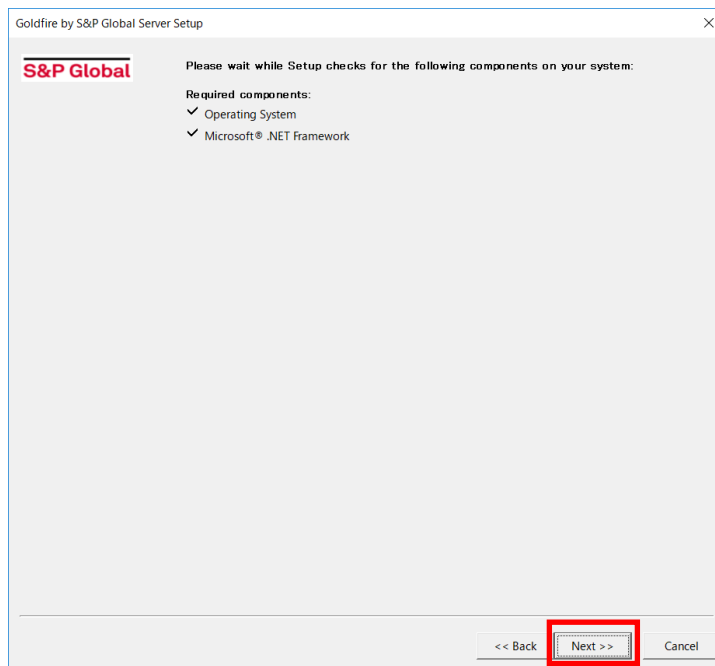 Goldfire by S&P Global Server Setup
S&P Global
Please wait while Setup checks for the following components on your system:
Required components:
Operating System
Microsoft® .NET Framework
<< Back
Next >>
Cancel